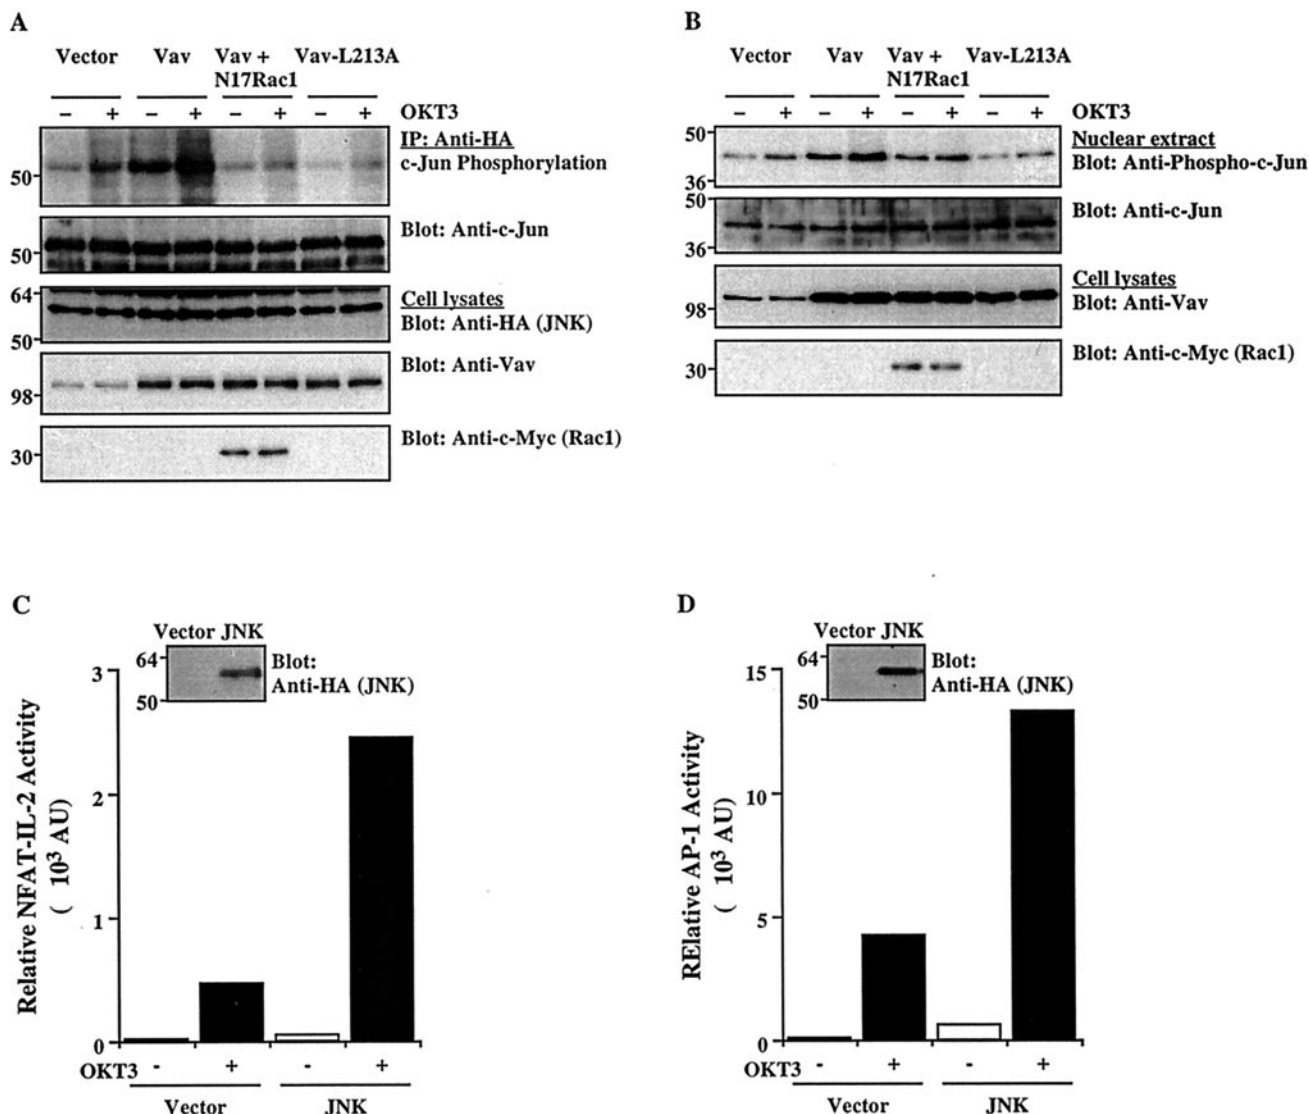 A
Vector Vav Vav + Vav-L213A
N17Rac1
– + – + – + – + OKT3
IP: Anti-HA
c-Jun Phosphorylation
50
Blot: Anti-c-Jun
50
64
Cell lysates
Blot: Anti-HA (JNK)
50
Blot: Anti-Vav
98
Blot: Anti-c-Myc (Rac1)
30
B
Vector Vav Vav + Vav-L213A
N17Rac1
– + – + – + – + OKT3
50
Nuclear extract
Blot: Anti-Phospho-c-Jun
36
50
Blot: Anti-c-Jun
36
Cell lysates
Blot: Anti-Vav
98
Blot: Anti-c-Myc (Rac1)
30
C
Vector JNK
64
Blot:
Anti-HA (JNK)
50
Relative NFAT-IL-2 Activity
( 10³ AU)
3
2
1
0
OKT3 - + - +
Vector JNK
D
Vector JNK
64
Blot:
Anti-HA (JNK)
50
RElative AP-1 Activity
( 10³ AU)
15
10
5
0
OKT3 - + - +
Vector JNK